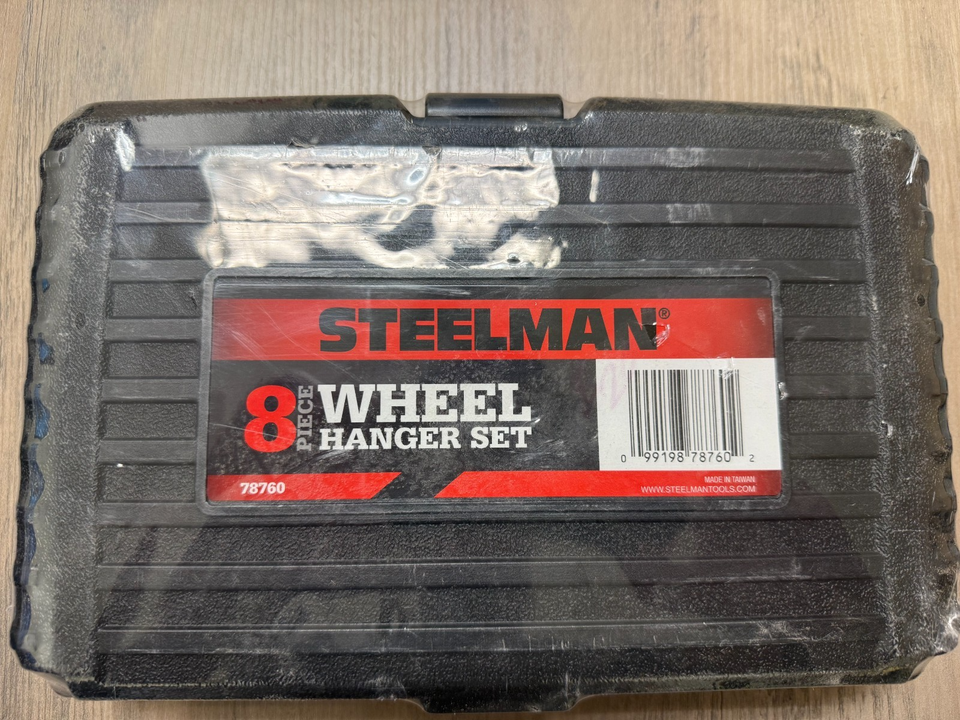 STEELMAN®
8 PIECE WHEEL
HANGER SET
0 99198 78760 2
78760
MADE IN TAIWAN
WWW.STEELMANTOOLS.COM